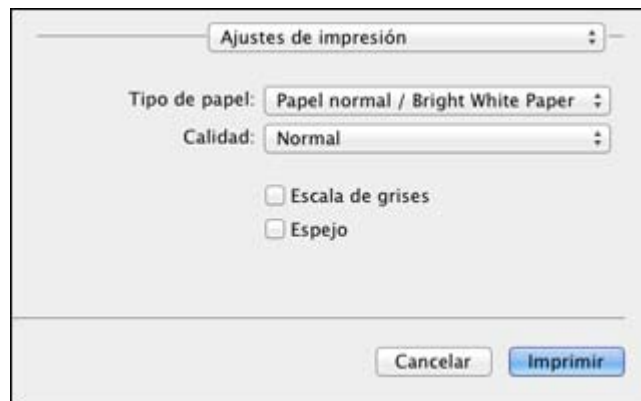 Ajustes de impresión
Tipo de papel: Papel normal / Bright White Paper
Calidad: Normal
Escala de grises
Espejo
Cancelar Imprimir